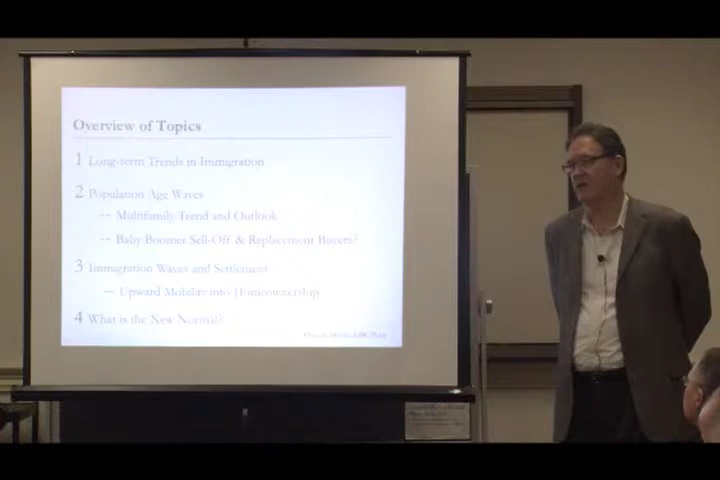 Overview of Topics
1 Long-term Trends in Immigration
2 Population Age Waves
-- Multifamily Trend and Outlook
-- Baby Boomer Sell-Off & Replacement Buyers?
3 Immigration Waves and Settlement
-- Upward Mobility into Homeownership
4 What is the New Normal?